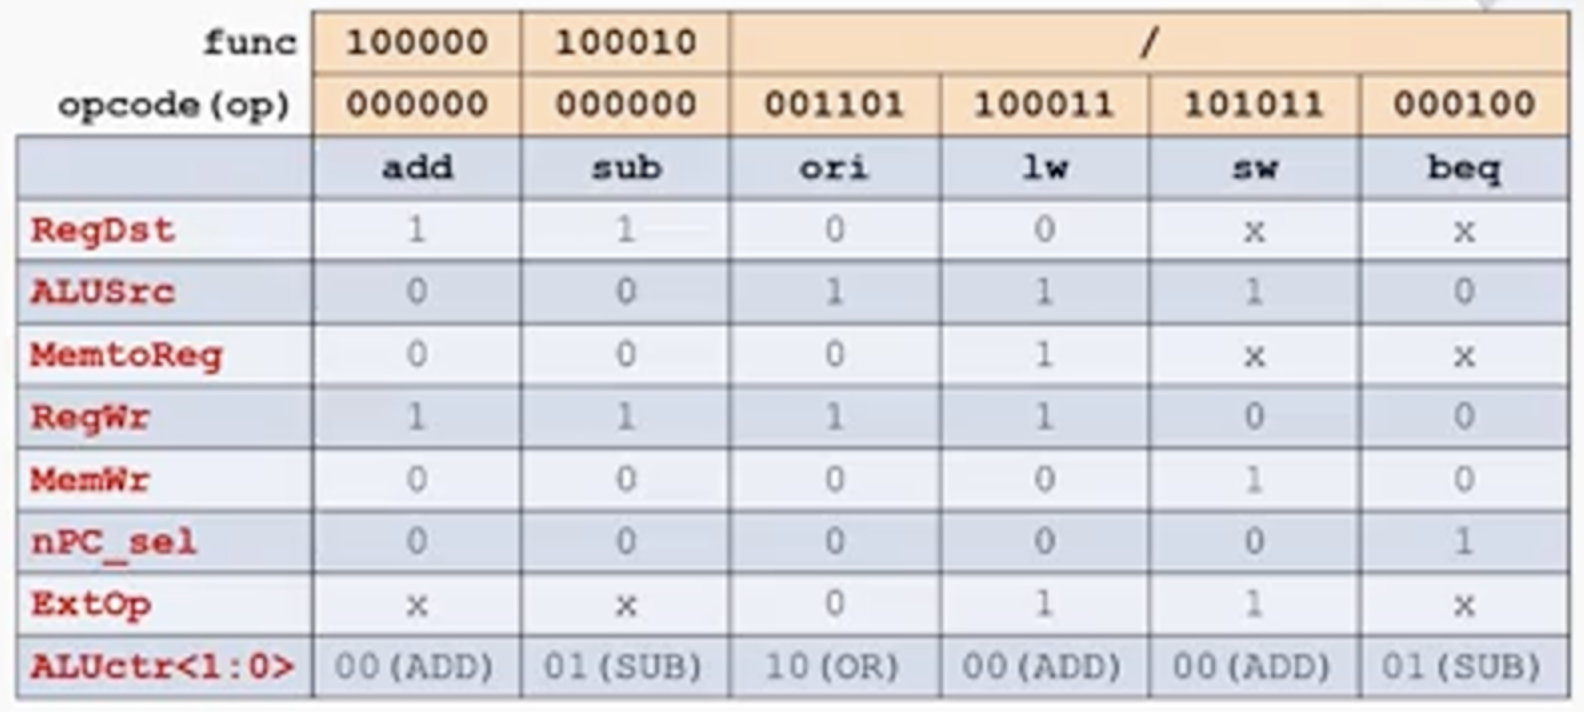 func 100000 100010 /
opcode(op) 000000 000000 001101 100011 101011 000100
add sub ori lw sw beq
RegDst 1 1 0 0 x x
ALUSrc 0 0 1 1 1 0
MemtoReg 0 0 0 1 x x
RegWr 1 1 1 1 0 0
MemWr 0 0 0 0 1 0
nPC_sel 0 0 0 0 0 1
ExtOp x x 0 1 1 x
ALUctr<1:0> 00(ADD) 01(SUB) 10(OR) 00(ADD) 00(ADD) 01(SUB)